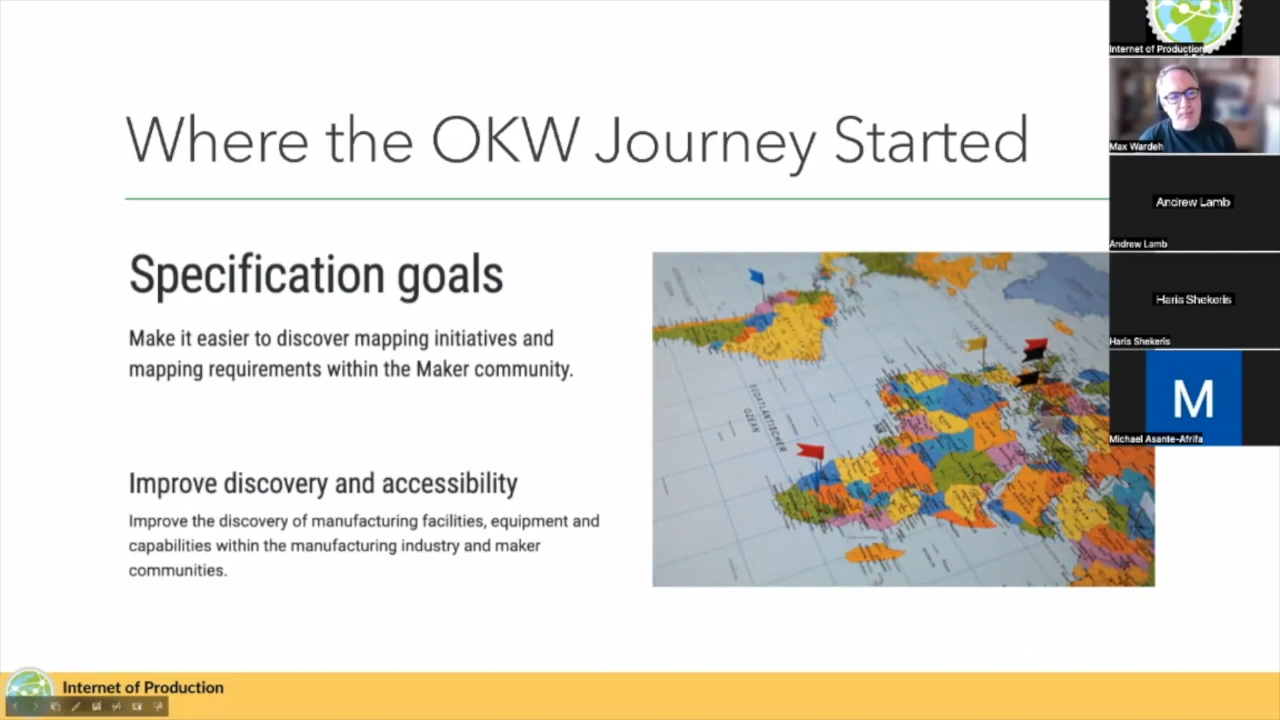 Where the OKW Journey Started
Specification goals
Make it easier to discover mapping initiatives and
mapping requirements within the Maker community.
Improve discovery and accessibility
Improve the discovery of manufacturing facilities, equipment and
capabilities within the manufacturing industry and maker
communities.
SÜDATLANTISCHER
OZEAN
Internet of Production
Internet of Production
Max Wardeh
Andrew Lamb
Andrew Lamb
Haris Shekeris
Haris Shekeris
M
Michael Asante-Afrifa